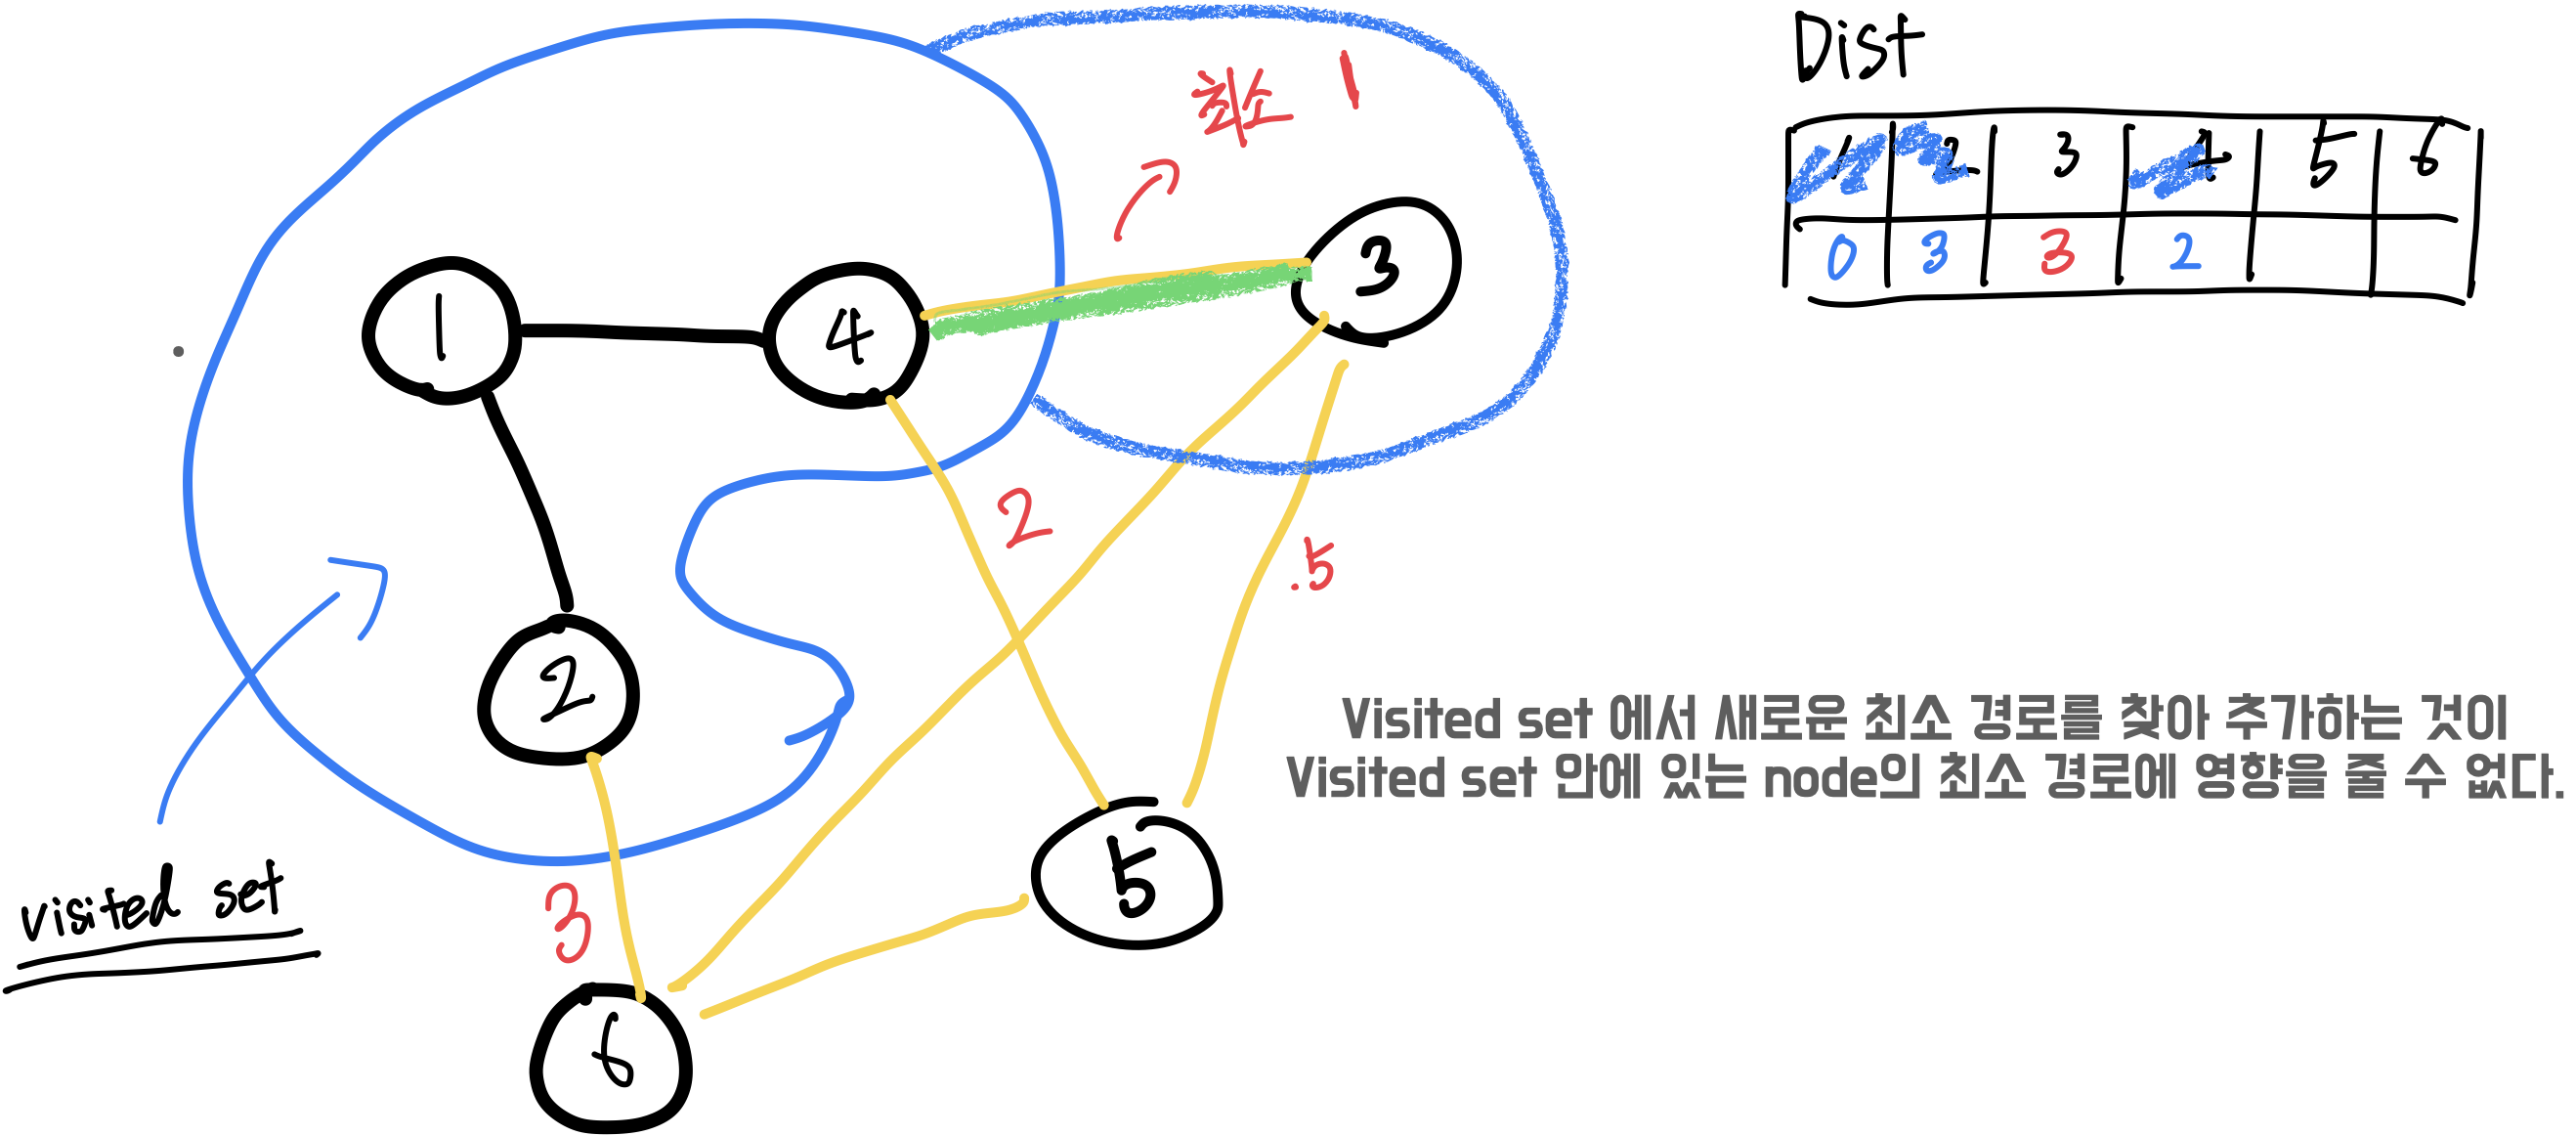 Dist
1 2 3 4 5 6
0 3 3 2
최소 1
1
4
3
2
.5
2
5
3
6
visited set
Visited set 에서 새로운 최소 경로를 찾아 추가하는 것이
Visited set 안에 있는 node의 최소 경로에 영향을 줄 수 없다.